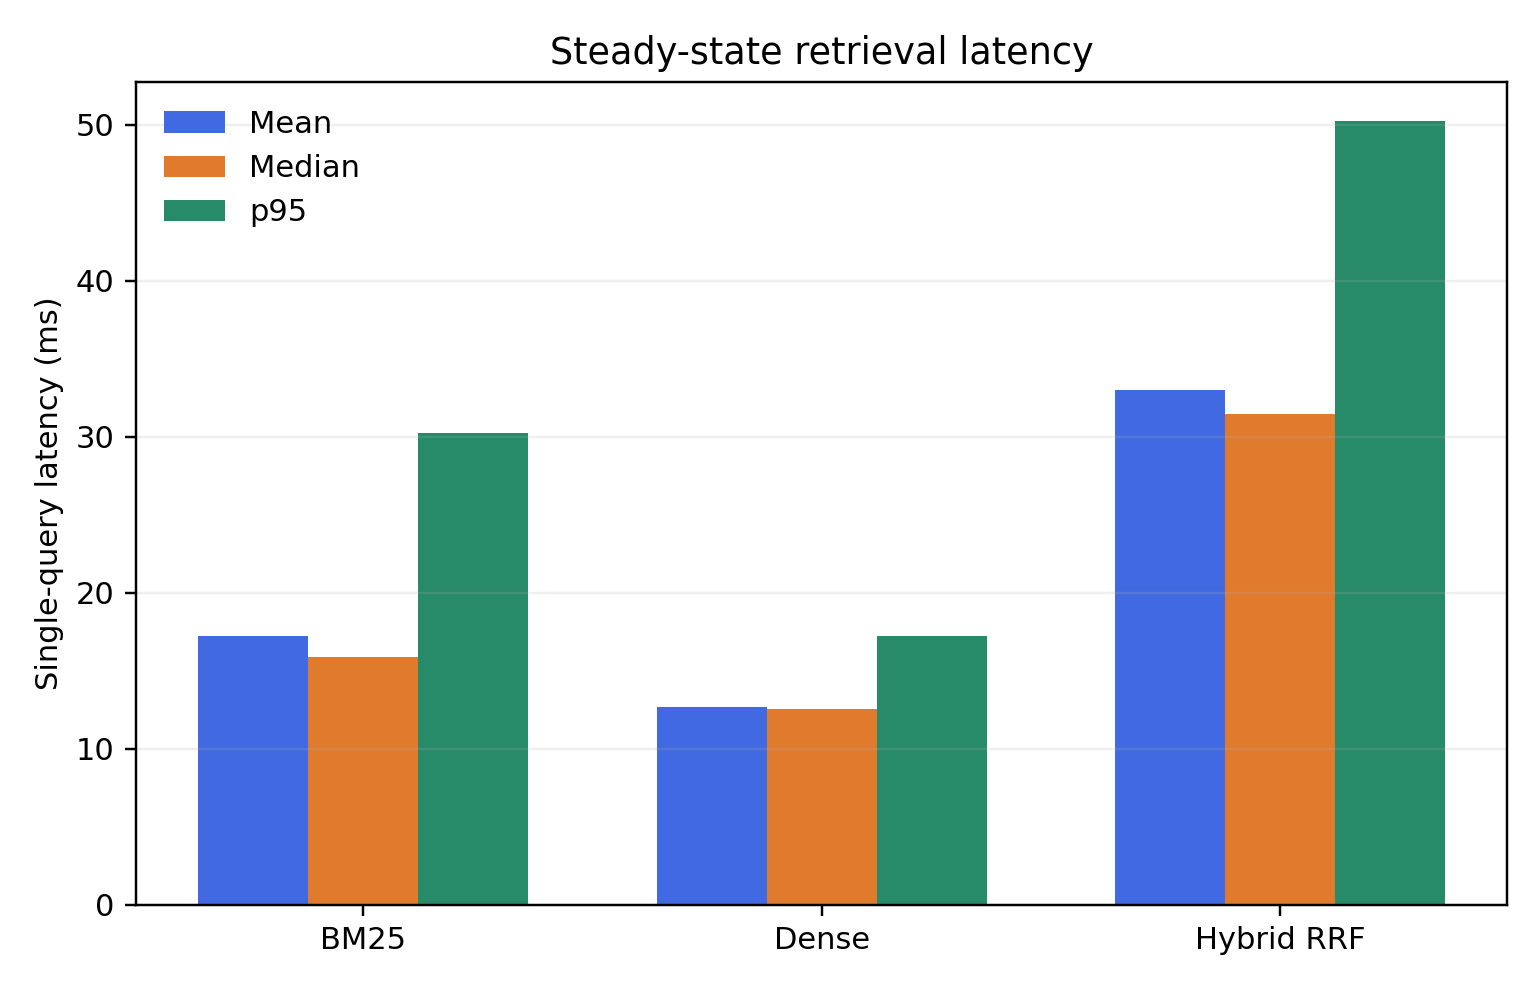 Steady-state retrieval latency
Mean
Median
p95
Single-query latency (ms)
50
40
30
20
10
0
BM25
Dense
Hybrid RRF